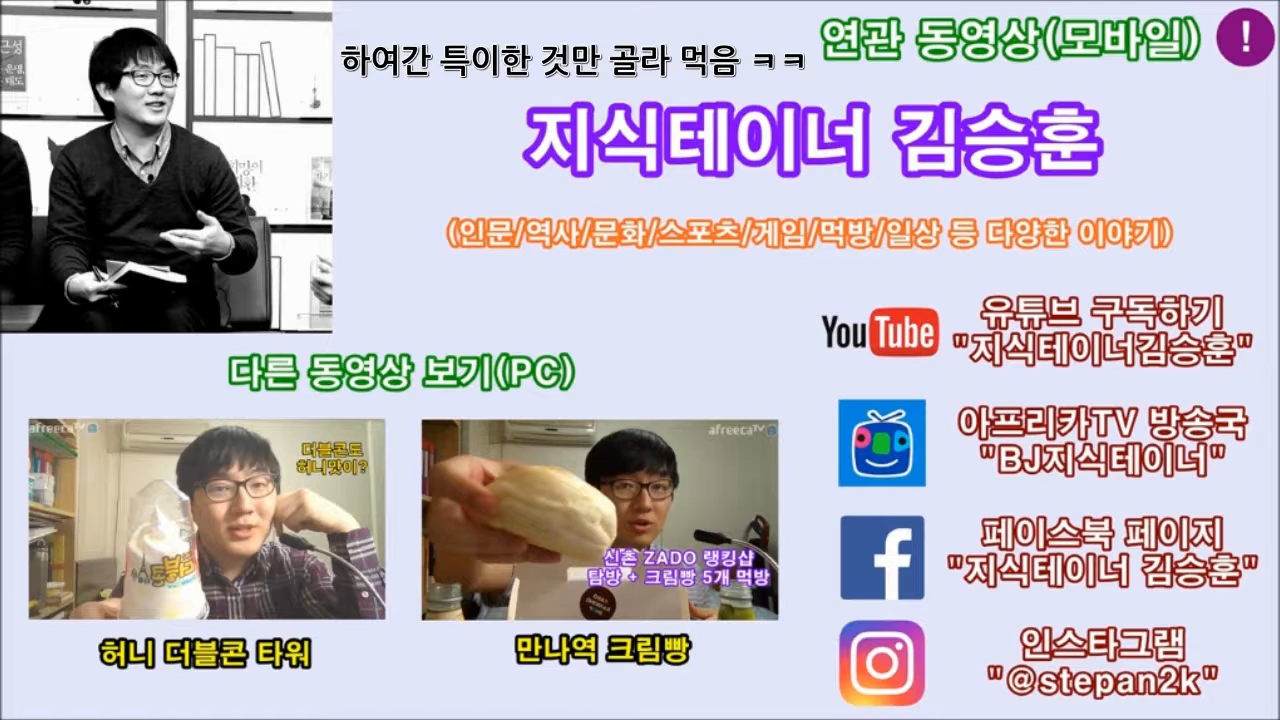 하여간 특이한 것만 골라 먹음 ㅋㅋ
연관 동영상(모바일)
!
지식테이너 김승훈
(인문/역사/문화/스포츠/게임/먹방/일상 등 다양한 이야기)
YouTube
유튜브 구독하기
"지식테이너김승훈"
다른 동영상 보기(PC)
afreecaTV
더블콘도
허니맛이?
afreecaTV
신촌 ZADO 랭킹샵
탐방 + 크림빵 5개 먹방
허니 더블콘 타워
만나역 크림빵
아프리카TV 방송국
"BJ지식테이너"
f
페이스북 페이지
"지식테이너 김승훈"
인스타그램
"@stepan2k"